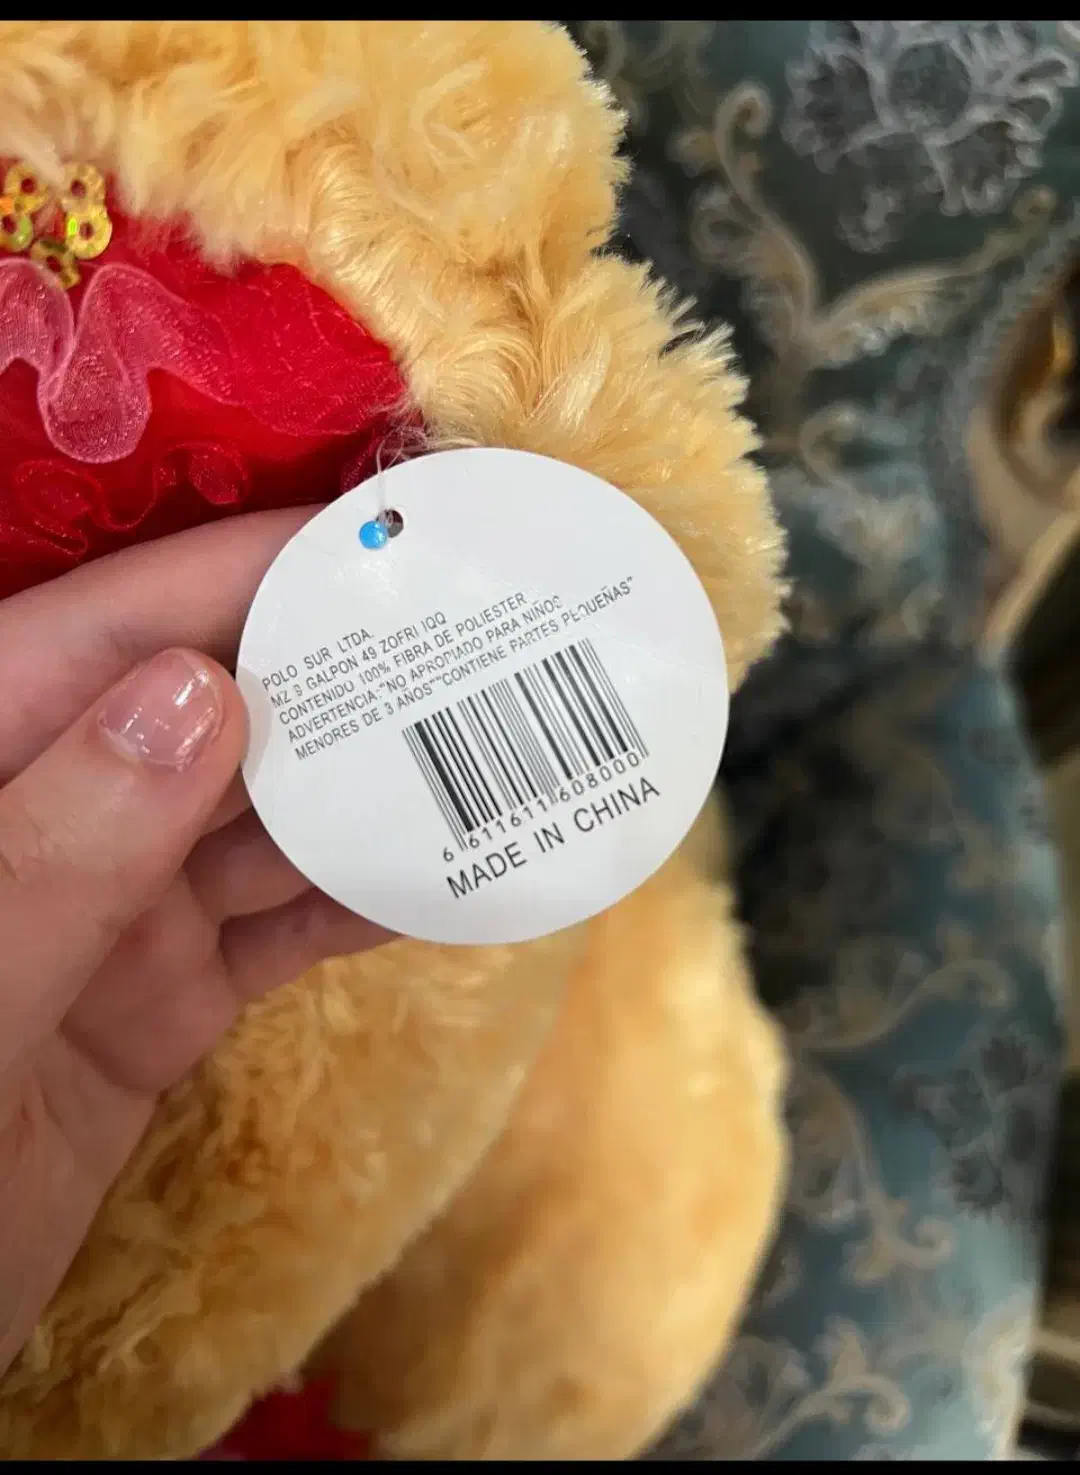 POLO SUR LTDA.
MZ 9 GALPON 49 ZOFRI IQQ
CONTENIDO 100% FIBRA DE POLIESTER
ADVERTENCIA:"NO APROPIADO PARA NIÑOS
MENORES DE 3 AÑOS""CONTIENE PARTES PEQUEÑAS"
6 611611 608000
MADE IN CHINA